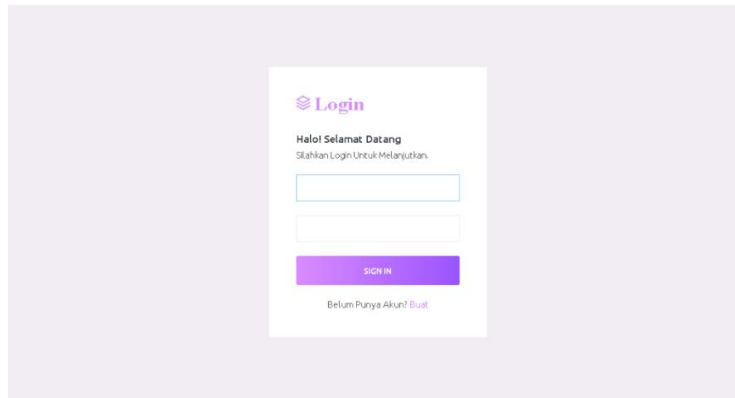 Login
Halo! Selamat Datang
Silahkan Login Untuk Melanjutkan.
SIGN IN
Belum Punya Akun? Buat